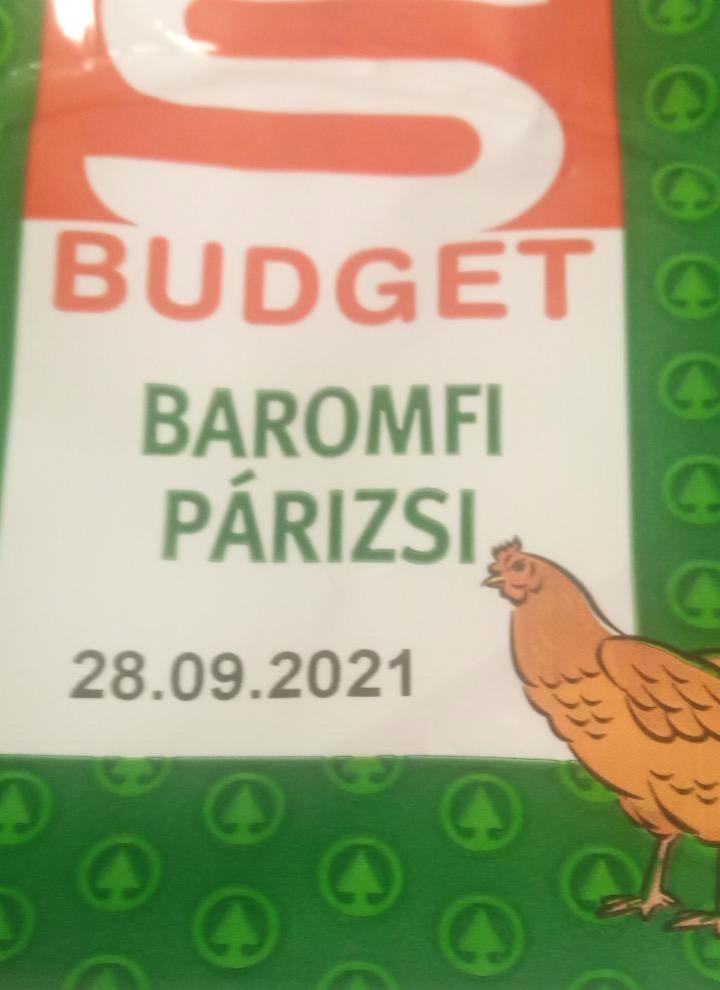 BUDGET
BAROMFI
PÁRIZSI
28.09.2021